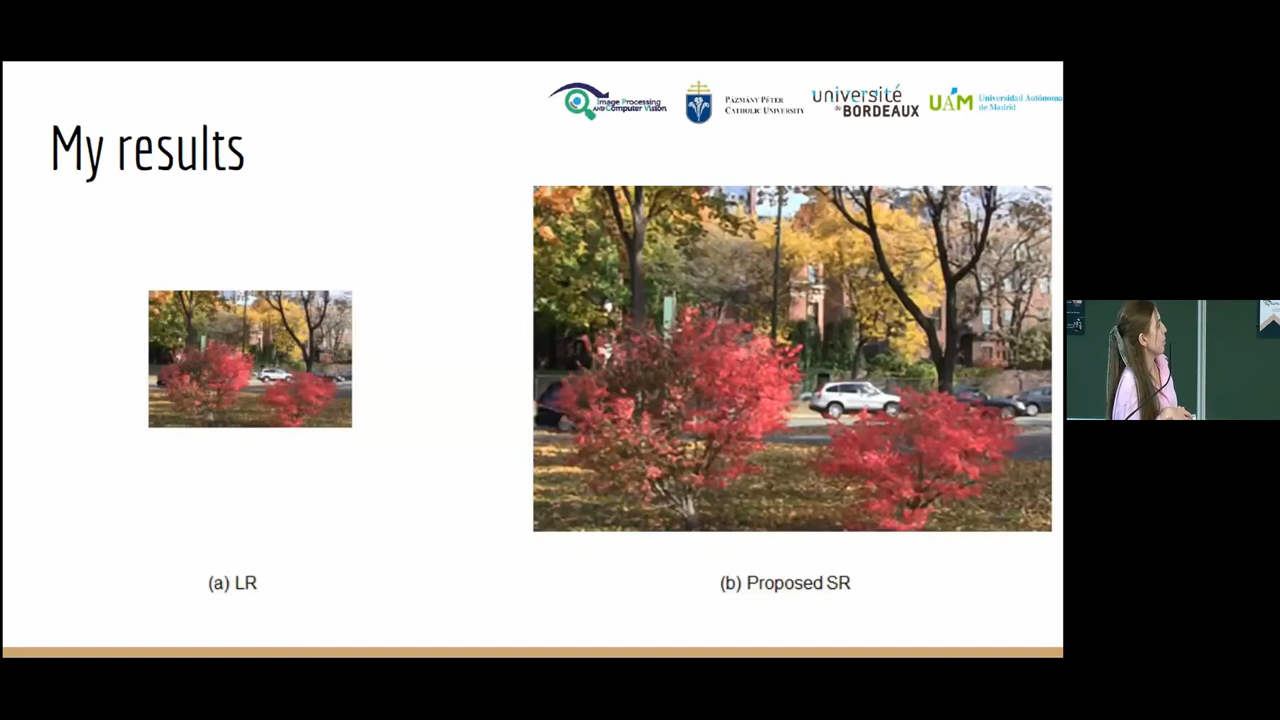 Image Processing
AND Computer Vision
PÁZMÁNY PÉTER
CATHOLIC UNIVERSITY
université
de BORDEAUX
UAM
Universidad Autónoma
de Madrid
My results
(a) LR
(b) Proposed SR